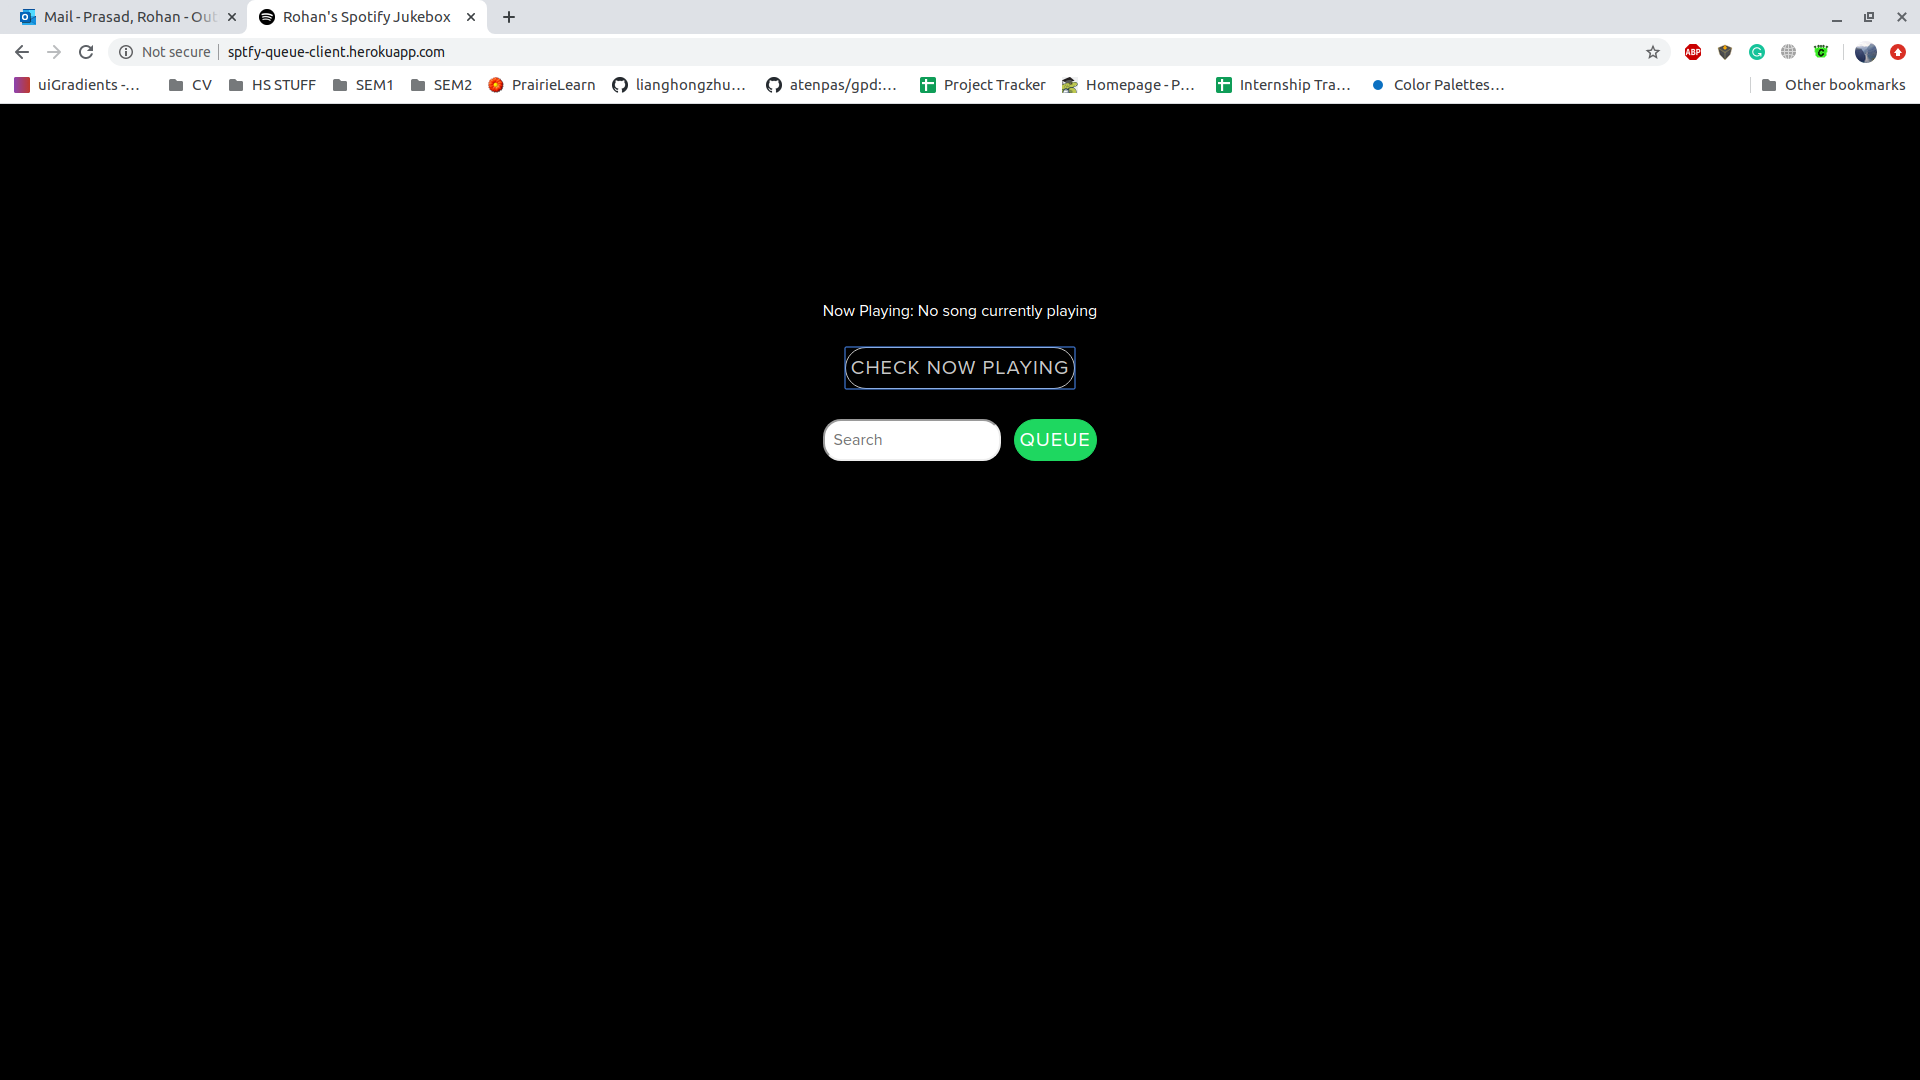 Mail - Prasad, Rohan - Out
Rohan's Spotify Jukebox
Not secure
sptfy-queue-client.herokuapp.com
ABP
uiGradients -...
CV
HS STUFF
SEM1
SEM2
PrairieLearn
lianghongzhu...
atenpas/gpd:...
Project Tracker
Homepage - P...
Internship Tra...
Color Palettes...
Other bookmarks
Now Playing: No song currently playing
CHECK NOW PLAYING
Search
QUEUE